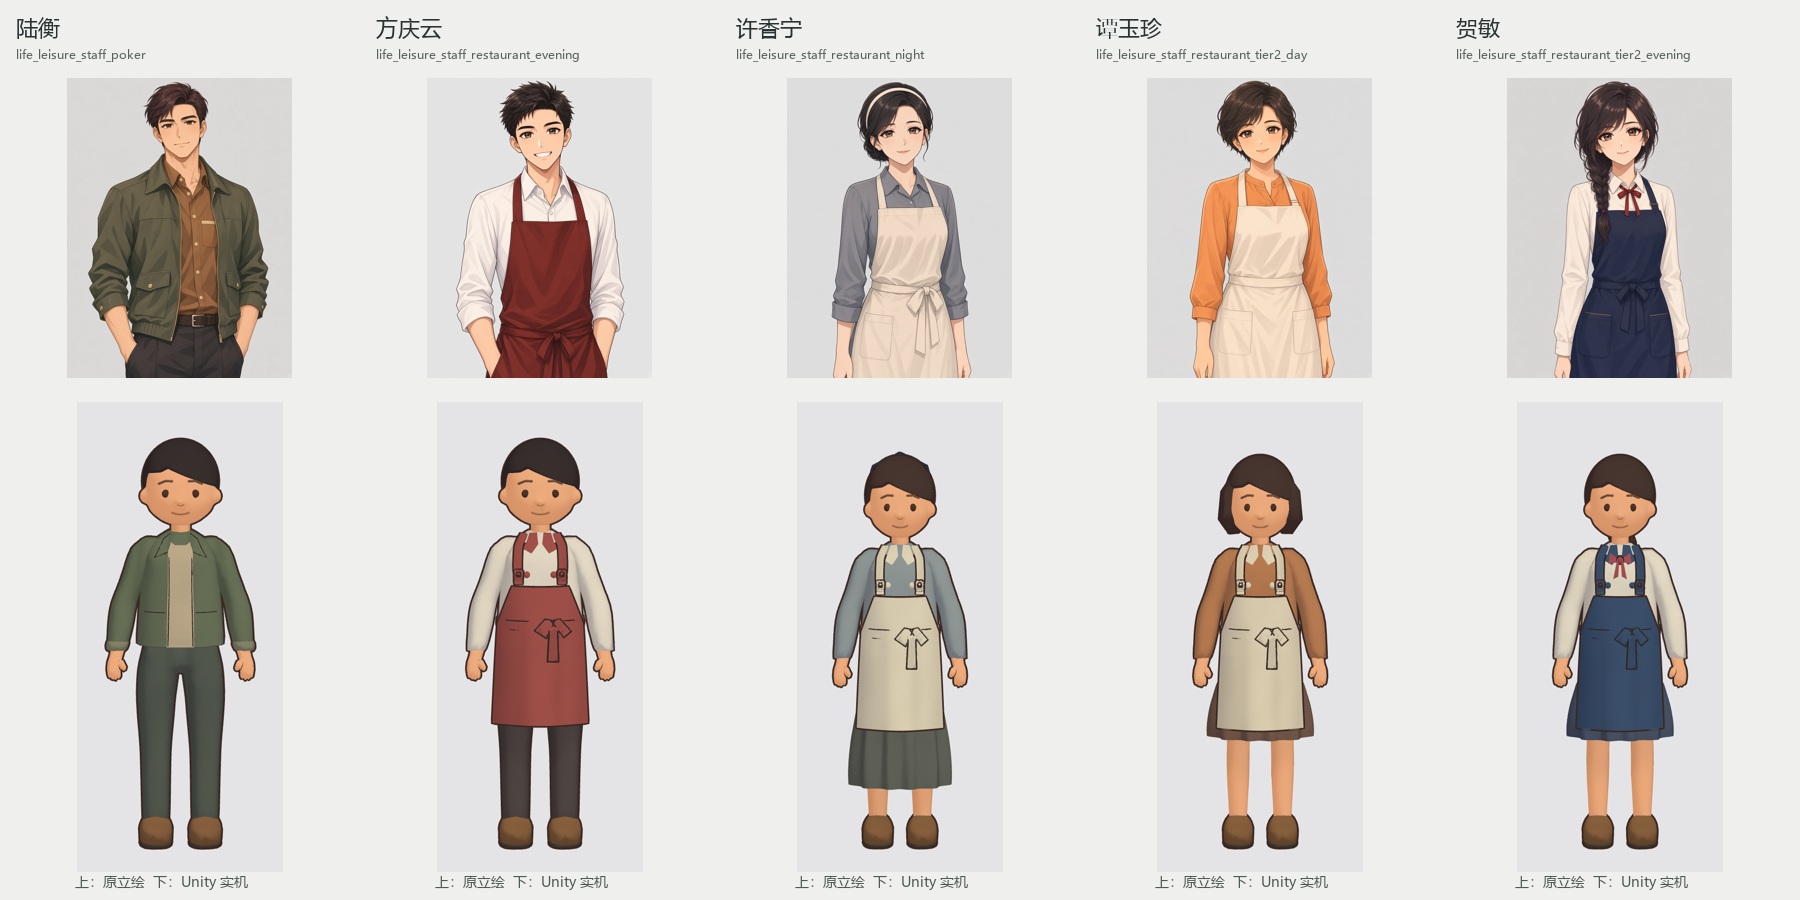 陆衡
life_leisure_staff_poker
方庆云
life_leisure_staff_restaurant_evening
许香宁
life_leisure_staff_restaurant_night
谭玉珍
life_leisure_staff_restaurant_tier2_day
贺敏
life_leisure_staff_restaurant_tier2_evening
上：原立绘 下：Unity 实机
上：原立绘 下：Unity 实机
上：原立绘 下：Unity 实机
上：原立绘 下：Unity 实机
上：原立绘 下：Unity 实机